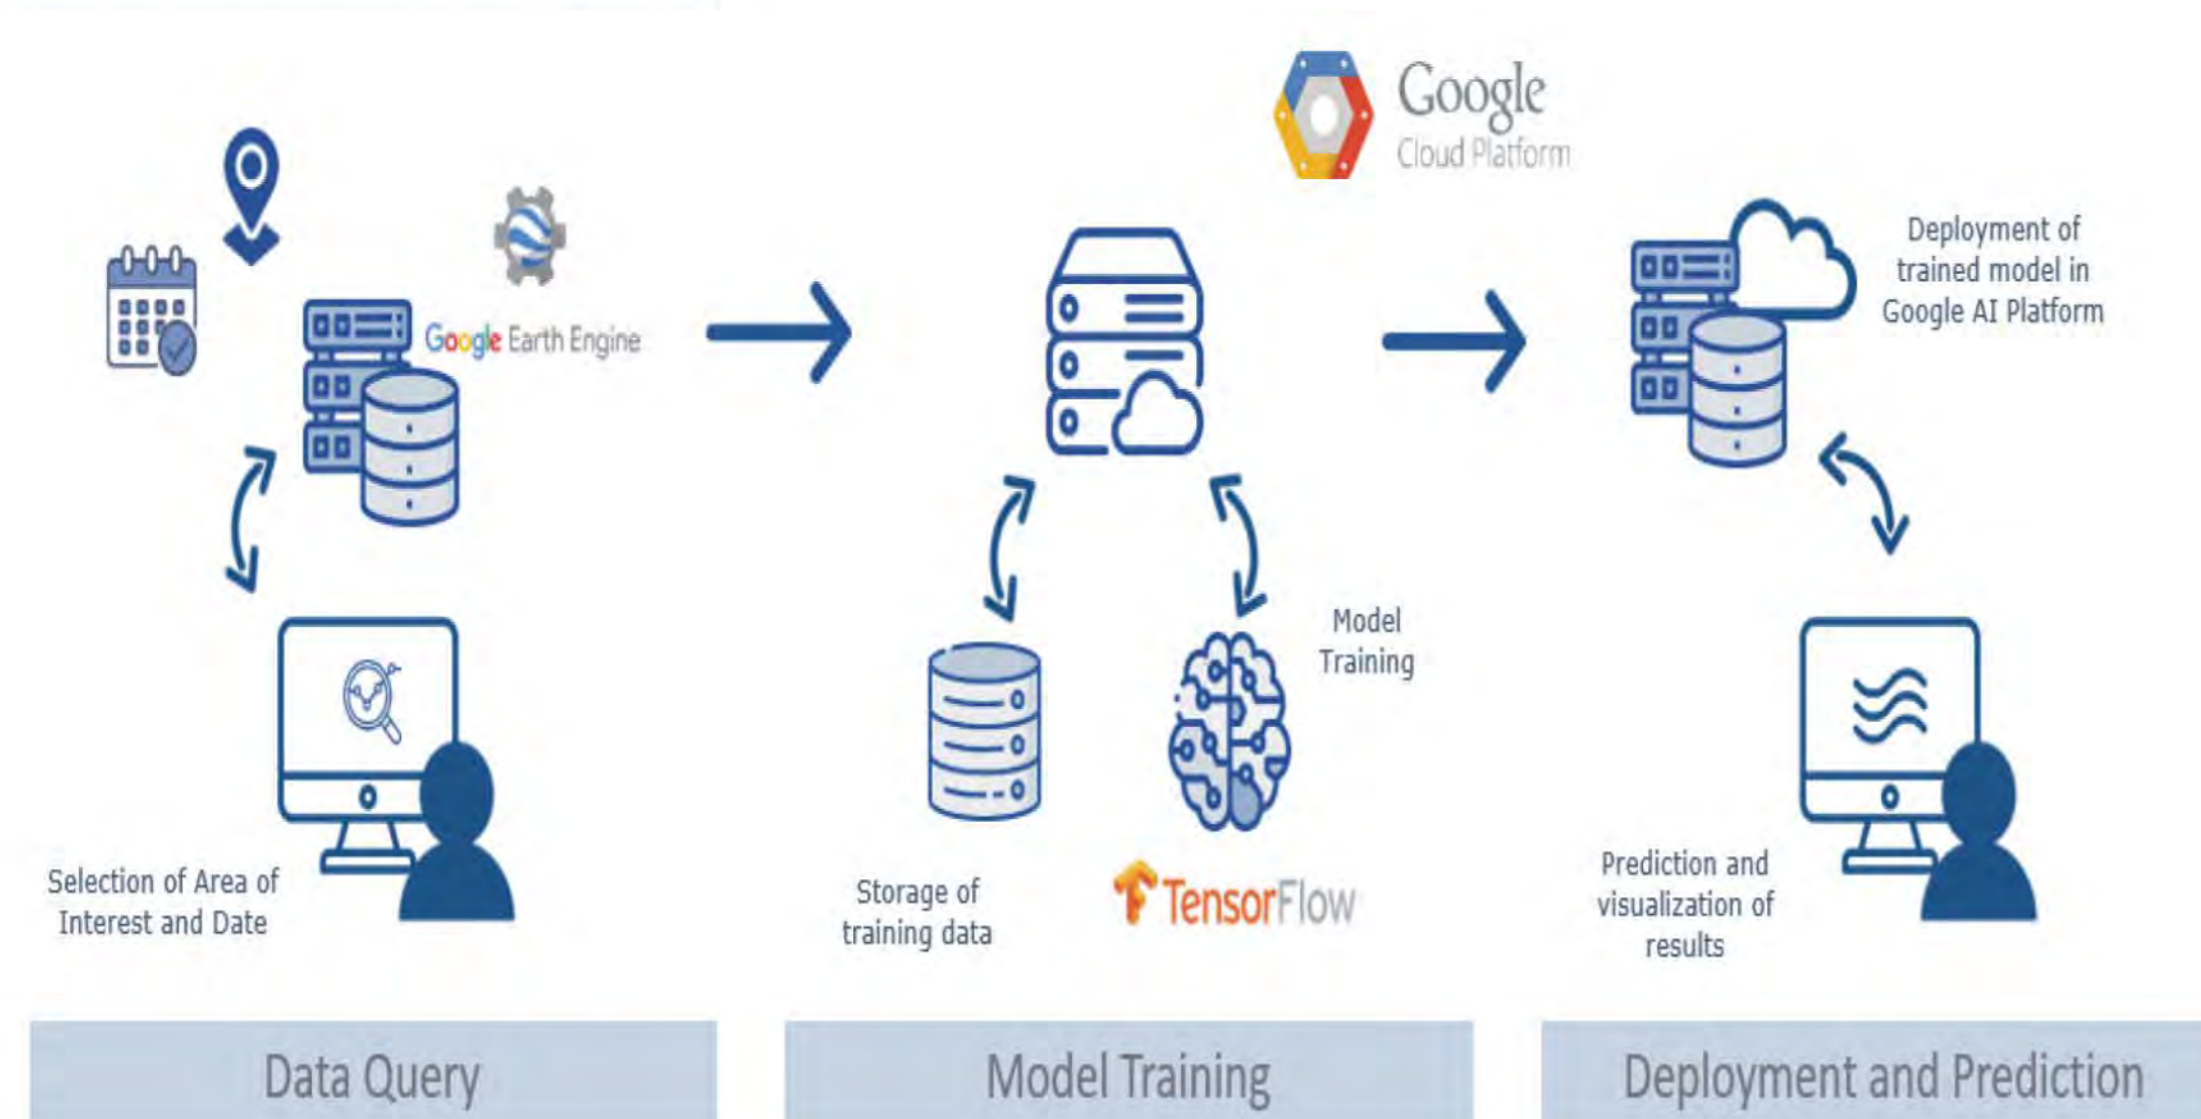 Google
Cloud Platform
Google Earth Engine
Deployment of
trained model in
Google AI Platform
Selection of Area of
Interest and Date
Model
Training
Storage of
training data
TensorFlow
Prediction and
visualization of
results
Data Query
Model Training
Deployment and Prediction